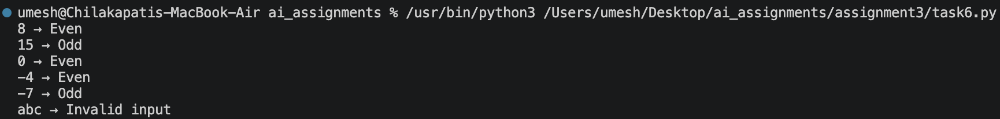 umesh@Chilakapatis-MacBook-Air ai_assignments % /usr/bin/python3 /Users/umesh/Desktop/ai_assignments/assignment3/task6.py
8 → Even
15 → Odd
0 → Even
-4 → Even
-7 → Odd
abc → Invalid input